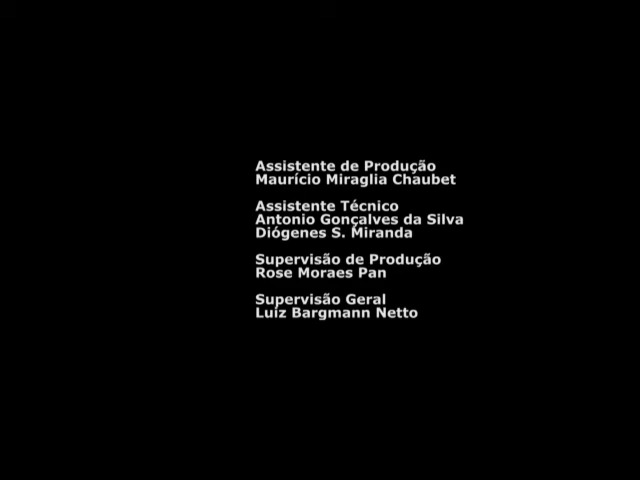 Assistente de Produção
Maurício Miraglia Chaubet
Assistente Técnico
Antonio Gonçalves da Silva
Diógenes S. Miranda
Supervisão de Produção
Rose Moraes Pan
Supervisão Geral
Luiz Bargmann Netto